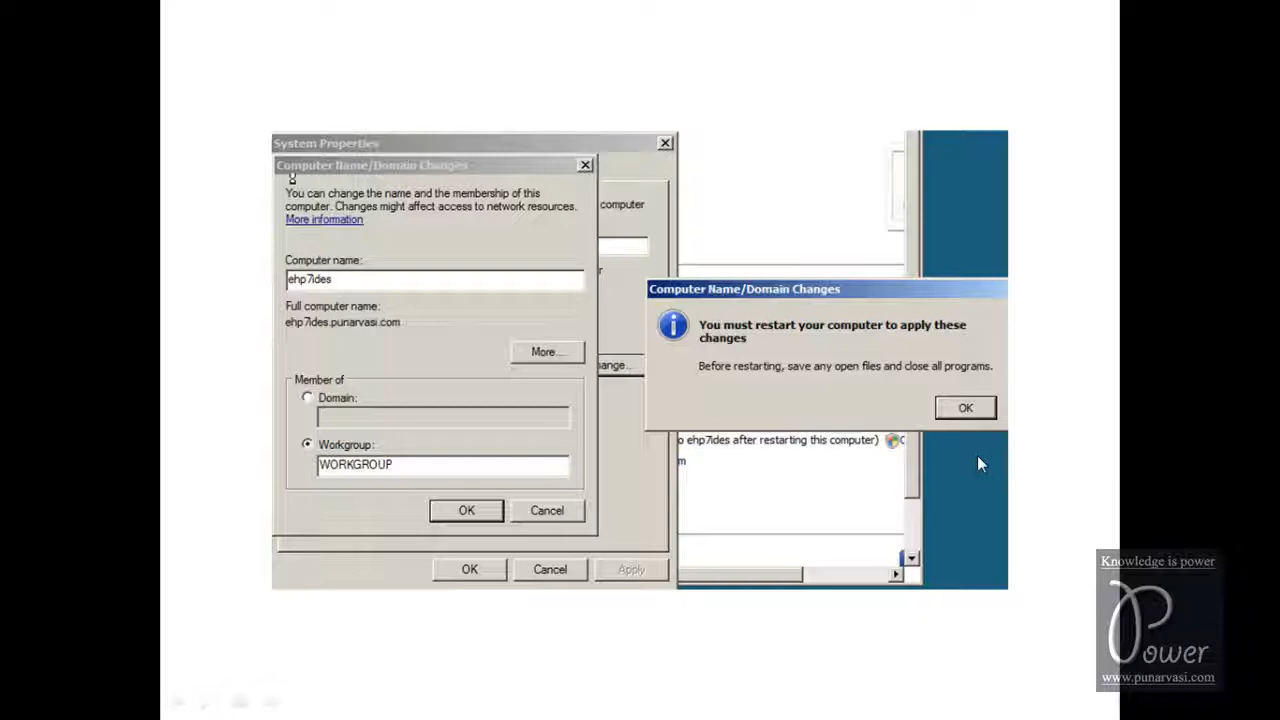 System Properties
Computer Name/Domain Changes
You can change the name and the membership of this
computer. Changes might affect access to network resources.
More information
computer
Computer name:
ehp7ides
Full computer name:
ehp7ides.punarvasi.com
More...
Member of
Domain:
Workgroup:
WORKGROUP
OK
Cancel
ange...
OK
Cancel
Apply
Computer Name/Domain Changes
You must restart your computer to apply these
changes
Before restarting, save any open files and close all programs.
OK
o ehp7ides after restarting this computer)
m
Knowledge is power
Power
www.punarvasi.com